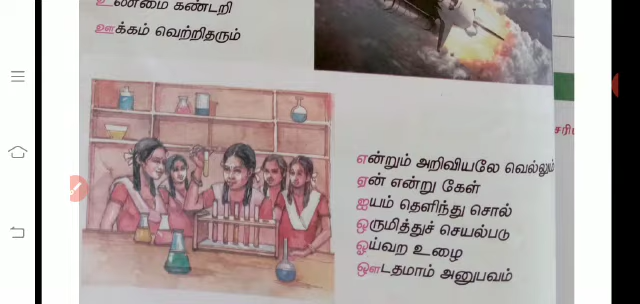 உண்மை கண்டறி
ஊக்கம் வெற்றிதரும்
என்றும் அறிவியலே வெல்லும்
ஏன் என்று கேள்
ஐயம் தெளிந்து சொல்
ஒருமித்துச் செயல்படு
ஓய்வற உழை
ஔடதமாம் அனுபவம்